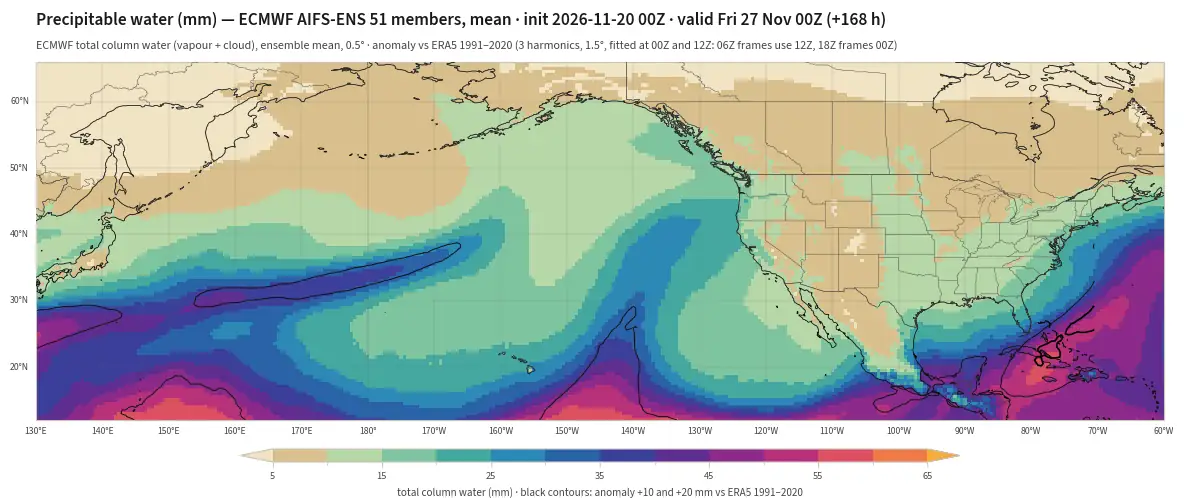 Precipitable water (mm) — ECMWF AIFS-ENS 51 members, mean · init 2026-11-20 00Z · valid Fri 27 Nov 00Z (+168 h)
ECMWF total column water (vapour + cloud), ensemble mean, 0.5° · anomaly vs ERA5 1991–2020 (3 harmonics, 1.5°, fitted at 00Z and 12Z: 06Z frames use 12Z, 18Z frames 00Z)
60°N
50°N
40°N
30°N
20°N
130°E 140°E 150°E 160°E 170°E 180° 170°W 160°W 150°W 140°W 130°W 120°W 110°W 100°W 90°W 80°W 70°W 60°W
5 15 25 35 45 55 65
total column water (mm) · black contours: anomaly +10 and +20 mm vs ERA5 1991–2020